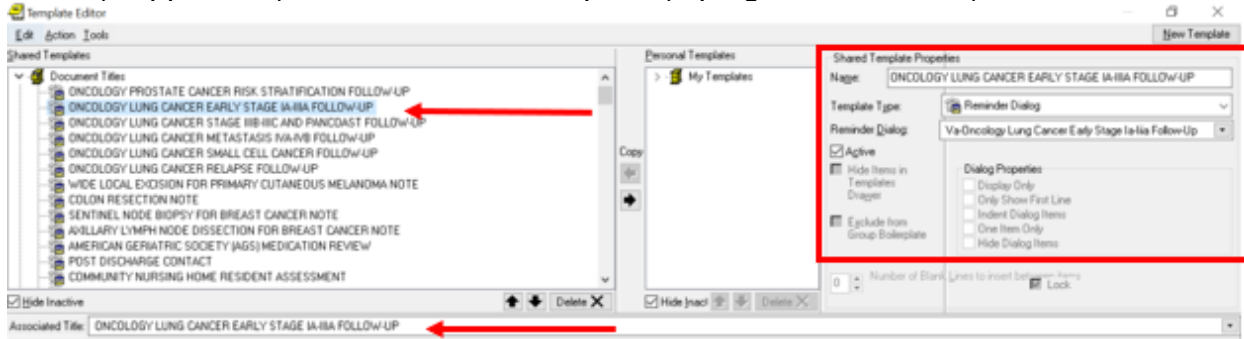 Template Editor
Edit Action Tools
New Template
Shared Templates
Document Titles
ONCOLOGY PROSTATE CANCER RISK STRATIFICATION FOLLOW-UP
ONCOLOGY LUNG CANCER EARLY STAGE IA-IIIA FOLLOW-UP
ONCOLOGY LUNG CANCER STAGE IIIB-IIIC AND PANCOAST FOLLOW-UP
ONCOLOGY LUNG CANCER METASTASIS IVA-IVB FOLLOW-UP
ONCOLOGY LUNG CANCER SMALL CELL CANCER FOLLOW-UP
ONCOLOGY LUNG CANCER RELAPSE FOLLOW-UP
WIDE LOCAL EXCISION FOR PRIMARY CUTANEOUS MELANOMA NOTE
COLON RESECTION NOTE
SENTINEL NODE BIOPSY FOR BREAST CANCER NOTE
AXILLARY LYMPH NODE DISSECTION FOR BREAST CANCER NOTE
AMERICAN GERIATRIC SOCIETY (AGS) MEDICATION REVIEW
POST DISCHARGE CONTACT
COMMUNITY NURSING HOME RESIDENT ASSESSMENT
Hide Inactive
Delete
Copy
Personal Templates
My Templates
Hide Inact
Delete
Shared Template Properties
Name: ONCOLOGY LUNG CANCER EARLY STAGE IA-IIIA FOLLOW-UP
Template Type: Reminder Dialog
Reminder Dialog: Va-Oncology Lung Cancer Early Stage Ia-Iiia Follow-Up
Active
Hide Items in
Templates
Drawer
Exclude from
Group Boilerplate
Dialog Properties
Display Only
Only Show First Line
Indent Dialog Items
One Item Only
Hide Dialog Items
0 Number of Blank Lines to insert between items
Lock
Associated Title: ONCOLOGY LUNG CANCER EARLY STAGE IA-IIIA FOLLOW-UP